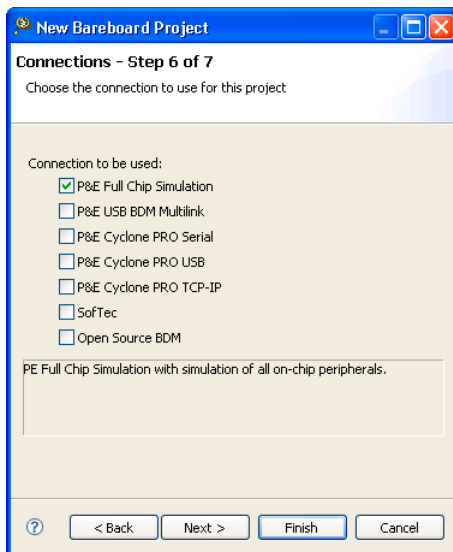 New Bareboard Project
Connections - Step 6 of 7
Choose the connection to use for this project
Connection to be used:
P&E Full Chip Simulation
P&E USB BDM Multilink
P&E Cyclone PRO Serial
P&E Cyclone PRO USB
P&E Cyclone PRO TCP-IP
SofTec
Open Source BDM
PE Full Chip Simulation with simulation of all on-chip peripherals.
? < Back Next > Finish Cancel